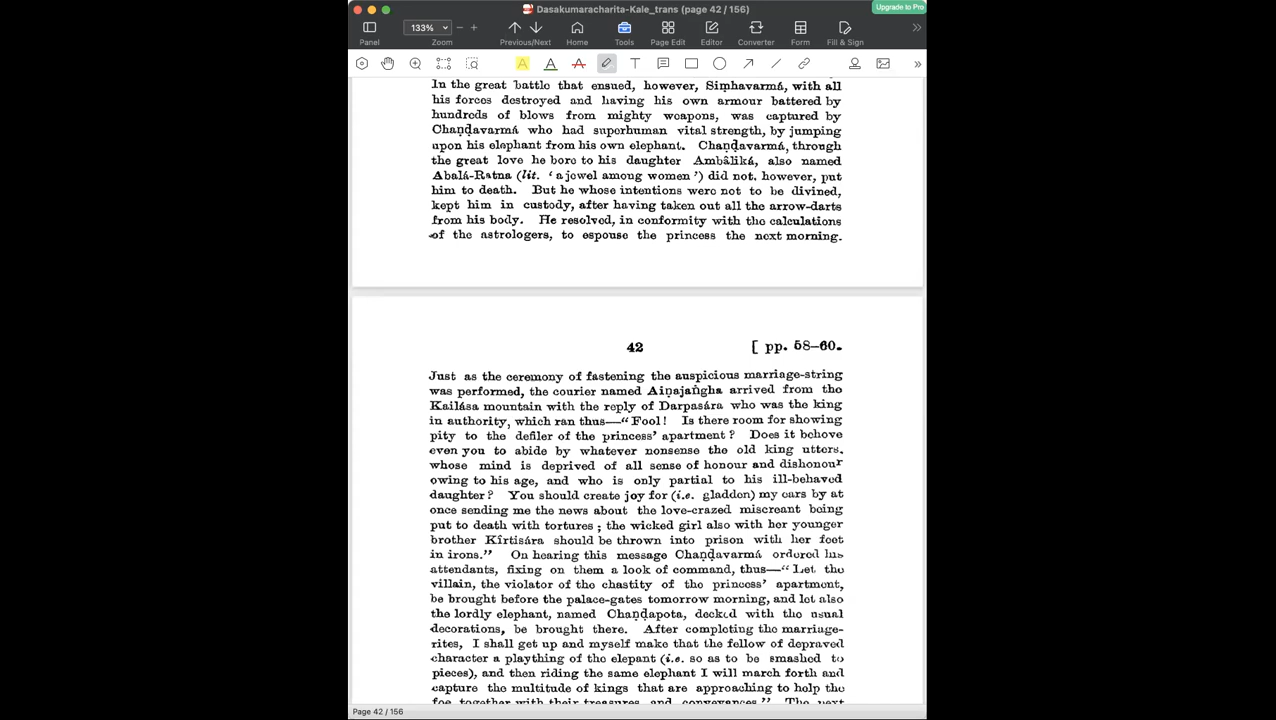 Dasakumaracharita-Kale_trans (page 42 / 156)
Upgrade to Pro
133%
Panel
Zoom
Previous/Next
Home
Tools
Page Edit
Editor
Converter
Form
Fill & Sign
In the great battle that ensued, however, Siṃhavarmá, with all
his forces destroyed and having his own armour battered by
hundreds of blows from mighty weapons, was captured by
Chaṇḍavarmá who had superhuman vital strength, by jumping
upon his elephant from his own elephant. Chaṇḍavarmá, through
the great love he bore to his daughter Ambâliká, also named
Abalá-Ratna (lit. ‘a jewel among women’) did not. however, put
him to death. But he whose intentions were not to be divined,
kept him in custody, after having taken out all the arrow-darts
from his body. He resolved, in conformity with the calculations
of the astrologers, to espouse the princess the next morning.
42 [ pp. 58–60.
Just as the ceremony of fastening the auspicious marriage-string
was performed, the courier named Aiṇajaṅgha arrived from the
Kailása mountain with the reply of Darpasára who was the king
in authority, which ran thus—“Fool! Is there room for showing
pity to the defiler of the princess’ apartment? Does it behove
even you to abide by whatever nonsense the old king utters,
whose mind is deprived of all sense of honour and dishonour
owing to his age, and who is only partial to his ill-behaved
daughter? You should create joy for (i.e. gladden) my ears by at
once sending me the news about the love-crazed miscreant being
put to death with tortures; the wicked girl also with her younger
brother Kîrtisára should be thrown into prison with her feet
in irons.” On hearing this message Chaṇḍavarmá ordered his
attendants, fixing on them a look of command, thus—“Let the
villain, the violator of the chastity of the princess’ apartment,
be brought before the palace-gates tomorrow morning, and let also
the lordly elephant, named Chaṇḍapota, decked with the usual
decorations, be brought there. After completing the marriage-
rites, I shall get up and myself make that the fellow of depraved
character a plaything of the elepant (i.e. so as to be smashed to
pieces), and then riding the same elephant I will march forth and
capture the multitude of kings that are approaching to help the
foe together with their treasures and conveyances.” The next
Page 42 / 156